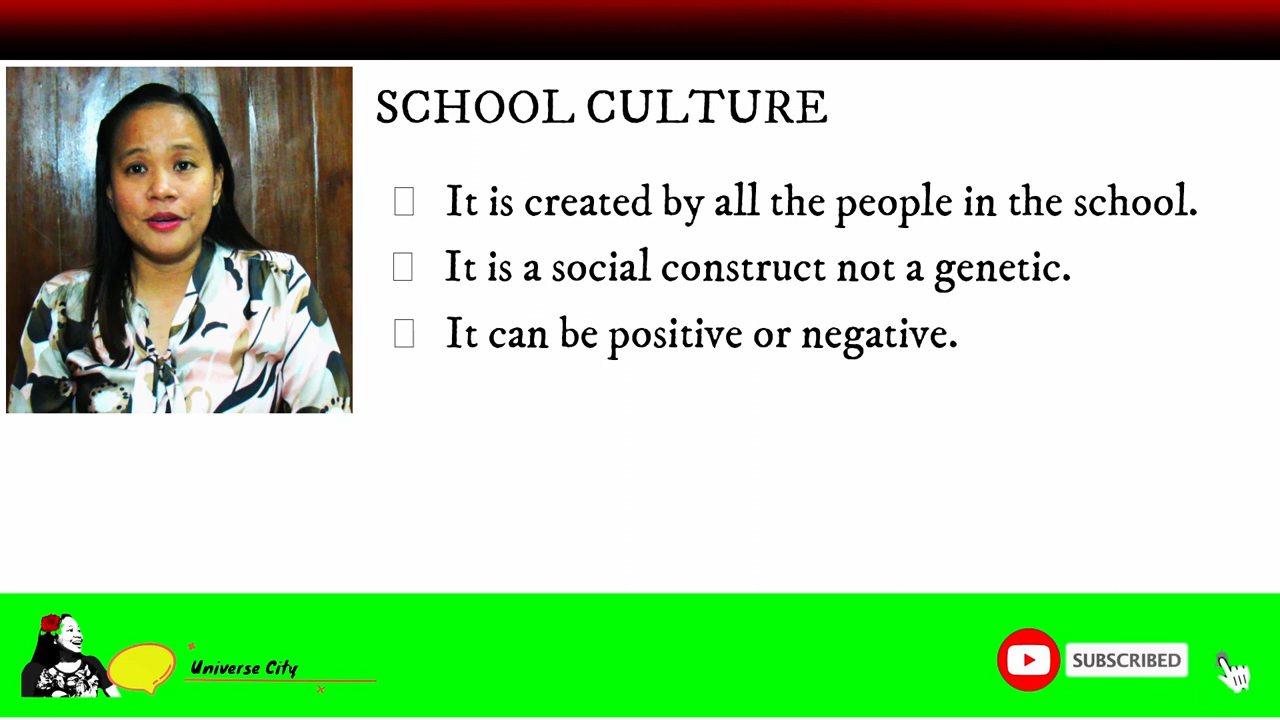 SCHOOL CULTURE
It is created by all the people in the school.
It is a social construct not a genetic.
It can be positive or negative.
Universe City
SUBSCRIBED